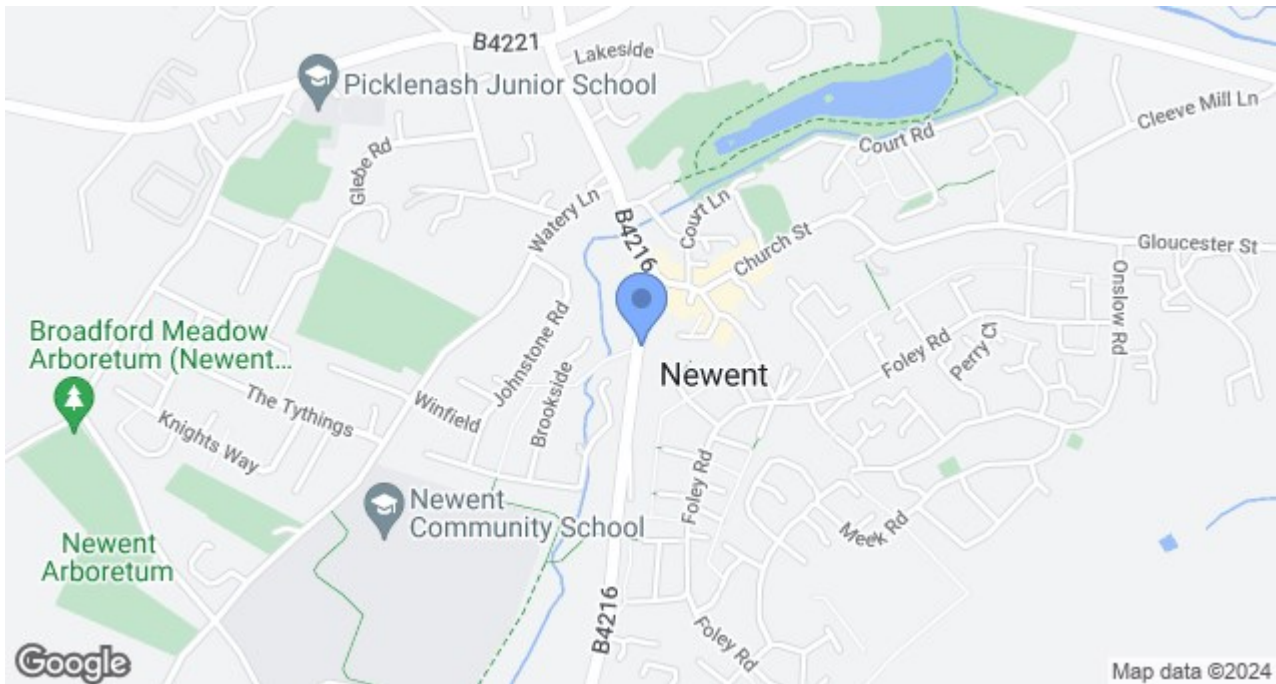 B4221
Lakeside
Picklenash Junior School
Cleeve Mill Ln
Court Rd
Glebe Rd
Watery Ln
Court Ln
B4216
Church St
Gloucester St
Onslow Rd
Broadford Meadow
Arboretum (Newent...
Johnstone Rd
Foley Rd
Perry Ct
Newent
The Tythings
Winfield
Brookside
Knights Way
Newent
Community School
Foley Rd
Meek Rd
Newent
Arboretum
B4216
Foley Rd
Google
Map data ©2024